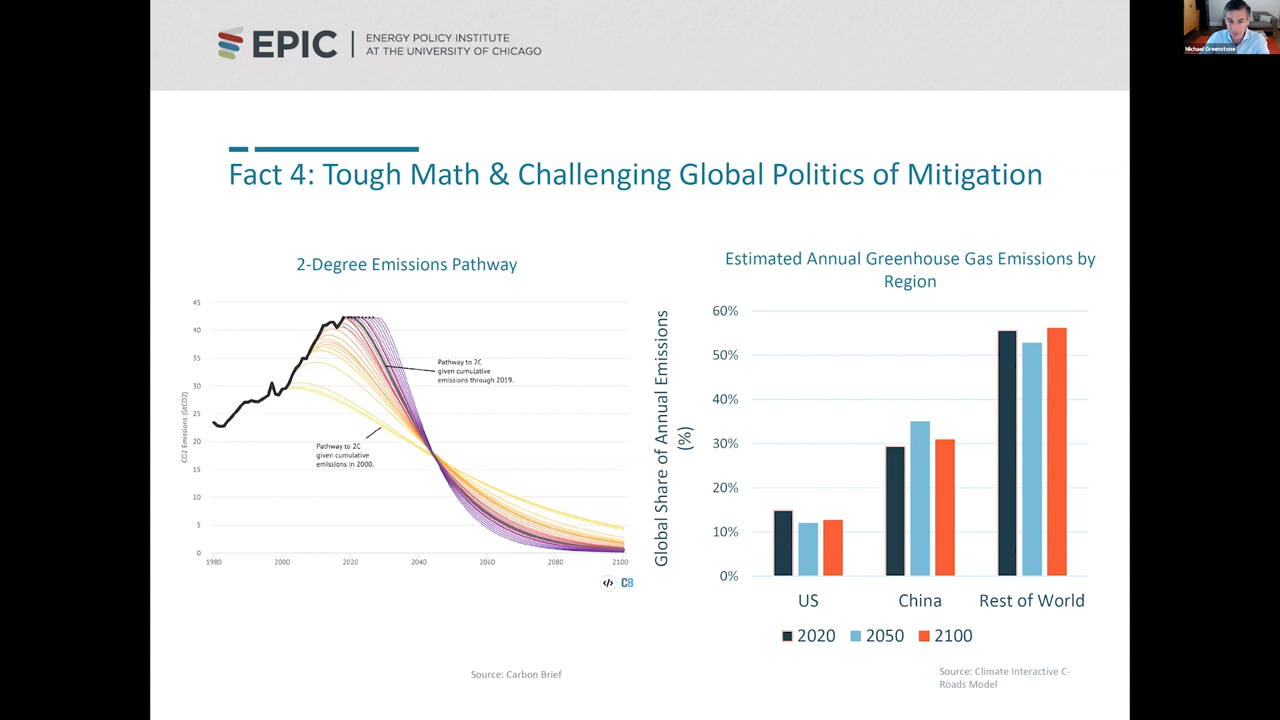 EPIC
ENERGY POLICY INSTITUTE
AT THE UNIVERSITY OF CHICAGO
Michael Greenstone
Fact 4: Tough Math & Challenging Global Politics of Mitigation
2-Degree Emissions Pathway
CO2 Emissions (GtCO2)
45
40
35
30
25
20
15
10
5
0
1980
2000
2020
2040
2060
2080
2100
Pathway to 2C
given cumulative
emissions through 2019.
Pathway to 2C
given cumulative
emissions in 2000.
</>
CB
Source: Carbon Brief
Estimated Annual Greenhouse Gas Emissions by
Region
Global Share of Annual Emissions
(%)
60%
50%
40%
30%
20%
10%
0%
US
China
Rest of World
2020
2050
2100
Source: Climate Interactive C-
Roads Model